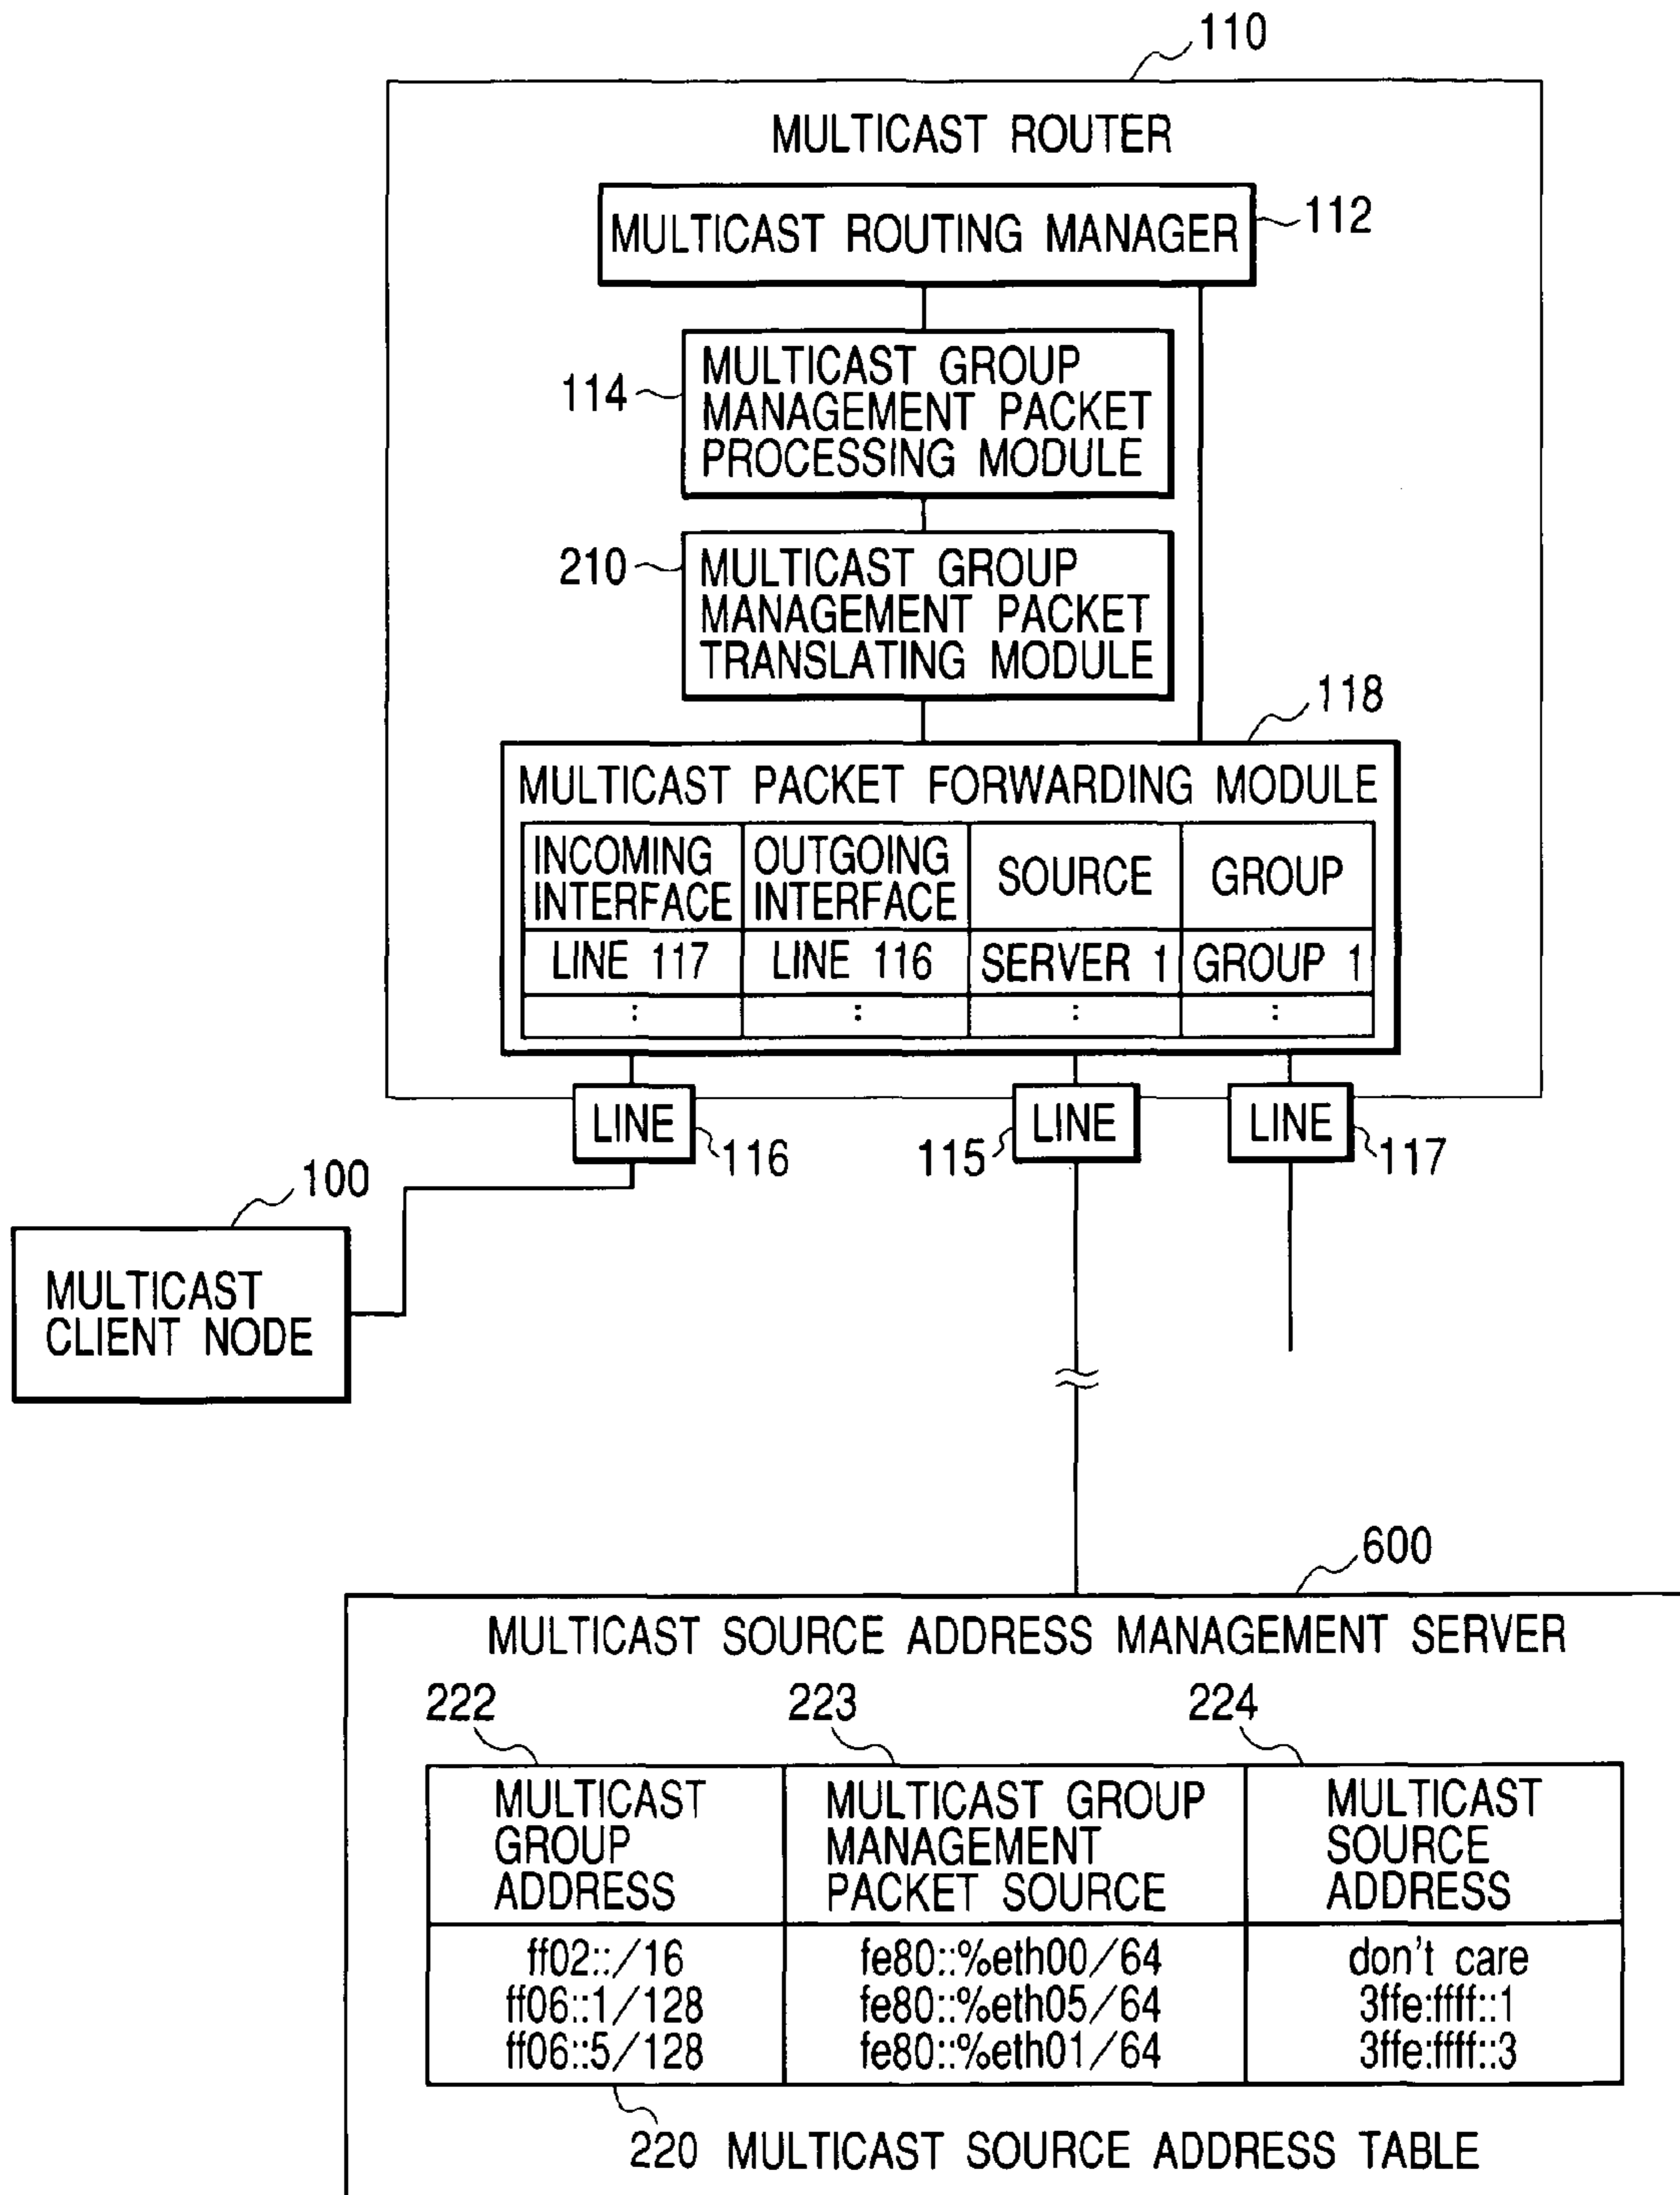 110
MULTICAST ROUTER
MULTICAST ROUTING MANAGER
112
114
MULTICAST GROUP
MANAGEMENT PACKET
PROCESSING MODULE
210
MULTICAST GROUP
MANAGEMENT PACKET
TRANSLATING MODULE
118
MULTICAST PACKET FORWARDING MODULE
INCOMING INTERFACE OUTGOING INTERFACE SOURCE GROUP
LINE 117 LINE 116 SERVER 1 GROUP 1
: : : :
LINE 116 115 LINE LINE 117
100
MULTICAST
CLIENT NODE
600
MULTICAST SOURCE ADDRESS MANAGEMENT SERVER
222 223 224
MULTICAST GROUP ADDRESS MULTICAST GROUP MANAGEMENT PACKET SOURCE MULTICAST SOURCE ADDRESS
ff02::/16 fe80::%eth00/64 don't care
ff06::1/128 fe80::%eth05/64 3ffe:ffff::1
ff06::5/128 fe80::%eth01/64 3ffe:ffff::3
220 MULTICAST SOURCE ADDRESS TABLE